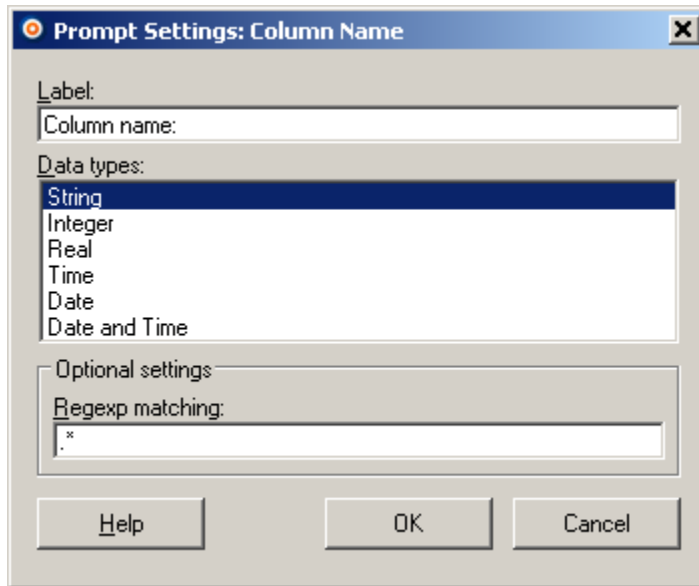 Prompt Settings: Column Name
Label:
Column name:
Data types:
String
Integer
Real
Time
Date
Date and Time
Optional settings
Regexp matching:
.*
Help OK Cancel